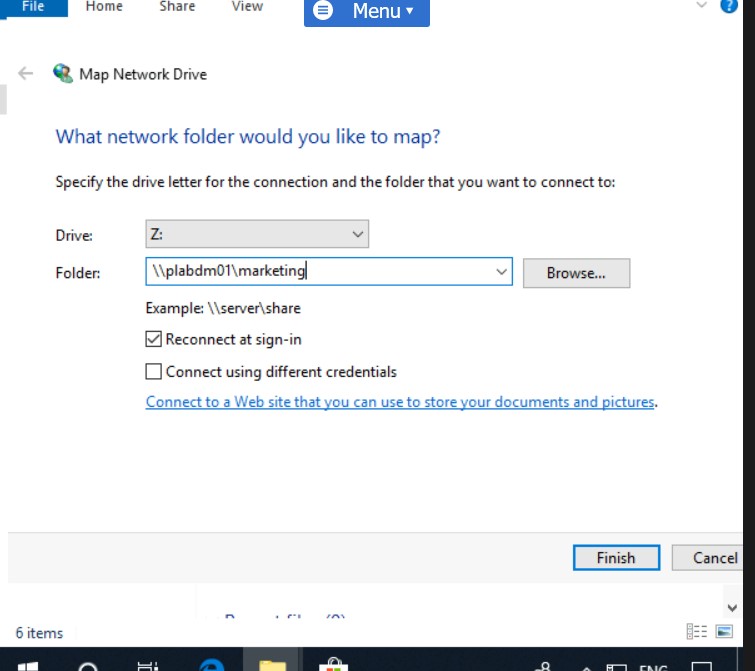 File Home Share View Menu
Map Network Drive
What network folder would you like to map?
Specify the drive letter for the connection and the folder that you want to connect to:
Drive: Z:
Folder: \\plabdm01\marketing Browse...
Example: \\server\share
Reconnect at sign-in
Connect using different credentials
Connect to a Web site that you can use to store your documents and pictures.
Finish Cancel
6 items
ENG